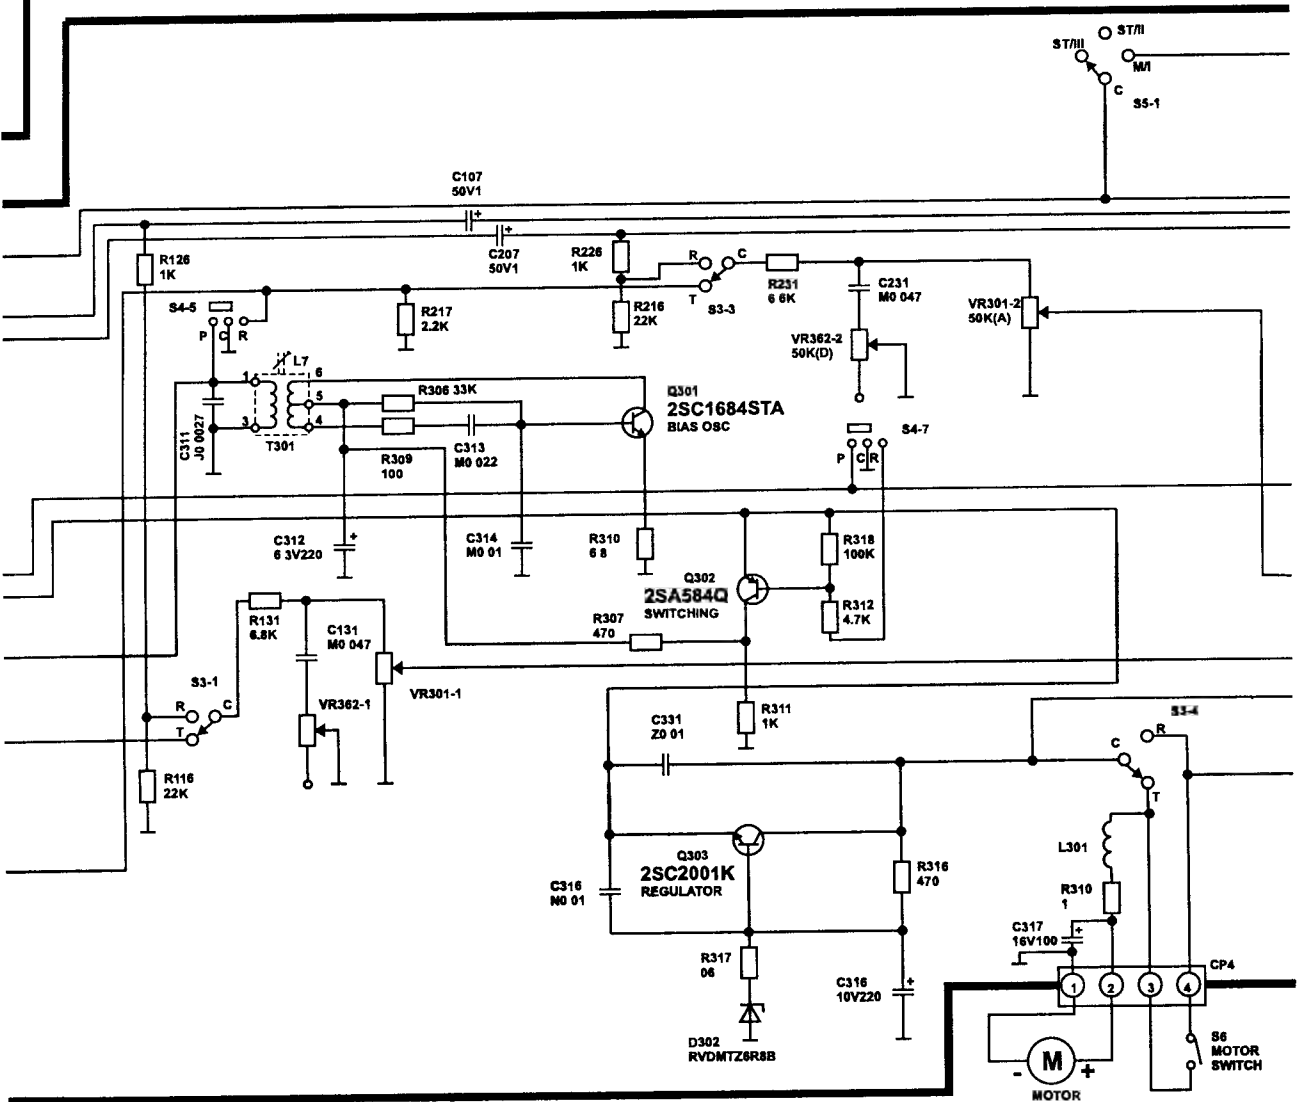 ST/II
ST/III
M/I
C
S5-1
C107
50V1
C207
50V1
R126
1K
R226
1K
R
C
T
S3-3
R231
6 6K
C231
M0 047
VR301-2
50K(A)
S4-5
P C R
R217
2.2K
R216
22K
VR362-2
50K(D)
L7
1
6
5
3
4
T301
C311
J0 0027
R306 33K
R309
100
C313
M0 022
Q301
2SC1684STA
BIAS OSC
S4-7
P C R
C312
6 3V220
C314
M0 01
R310
6 8
R318
100K
Q302
2SA584Q
SWITCHING
R312
4.7K
R307
470
R131
6.8K
C131
M0 047
VR301-1
S3-1
R
C
T
VR362-1
R311
1K
C331
Z0 01
S3-4
R
C
T
R116
22K
L301
Q303
2SC2001K
REGULATOR
R316
470
C316
N0 01
R310
1
C317
16V100
R317
06
C316
10V220
CP4
1 2 3 4
D302
RVDMTZ6R8B
S6
MOTOR
SWITCH
- M +
MOTOR